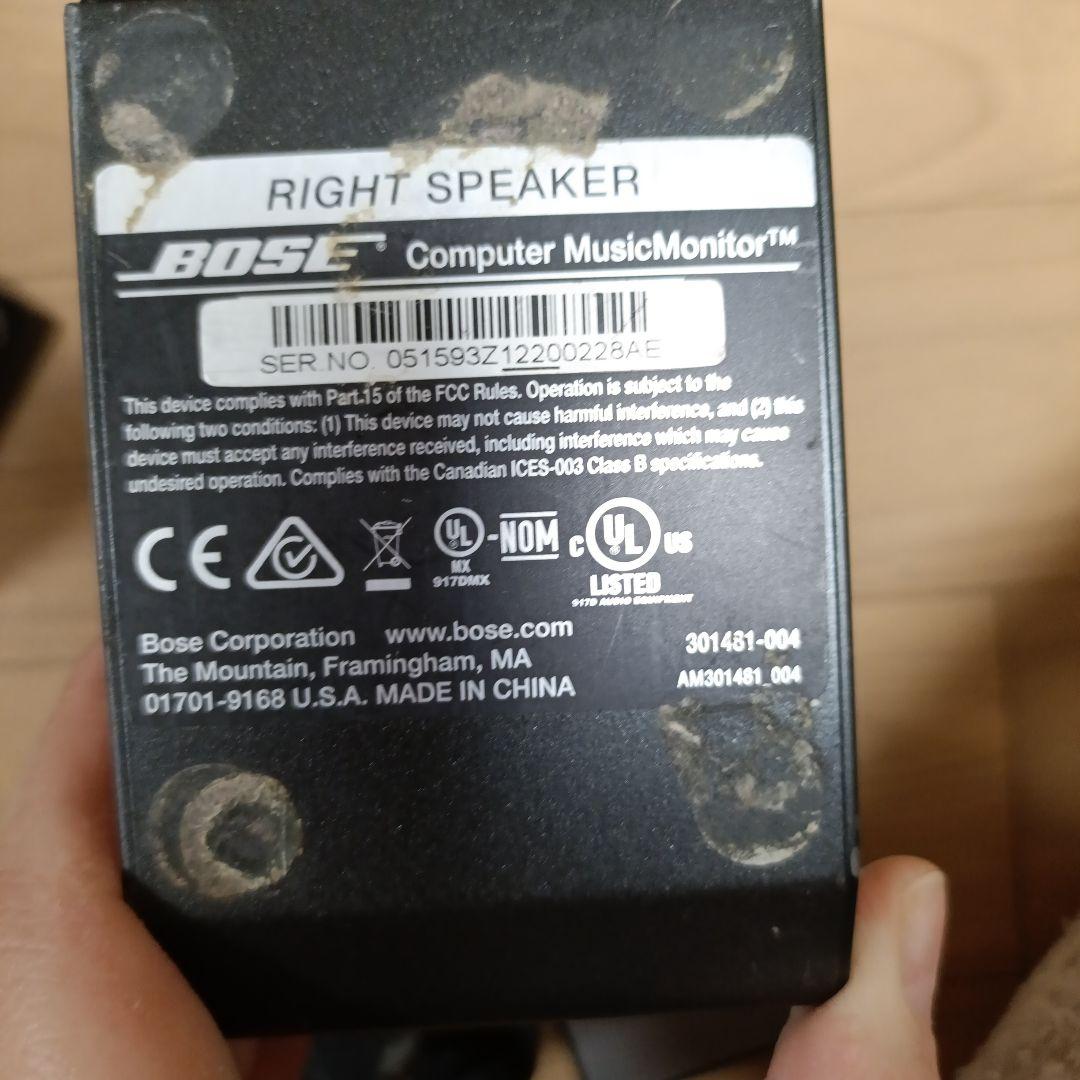 RIGHT SPEAKER
BOSE® Computer MusicMonitor™
SER.NO. 051593Z12200228AE
This device complies with Part.15 of the FCC Rules. Operation is subject to the
following two conditions: (1) This device may not cause harmful interference, and (2) this
device must accept any interference received, including interference which may cause
undesired operation. Complies with the Canadian ICES-003 Class B specifications.
CE UL-NOM C UL US
MX LISTED
917DMX 917D AUDIO EQUIPMENT
Bose Corporation www.bose.com 301481-004
The Mountain, Framingham, MA AM301481_004
01701-9168 U.S.A. MADE IN CHINA